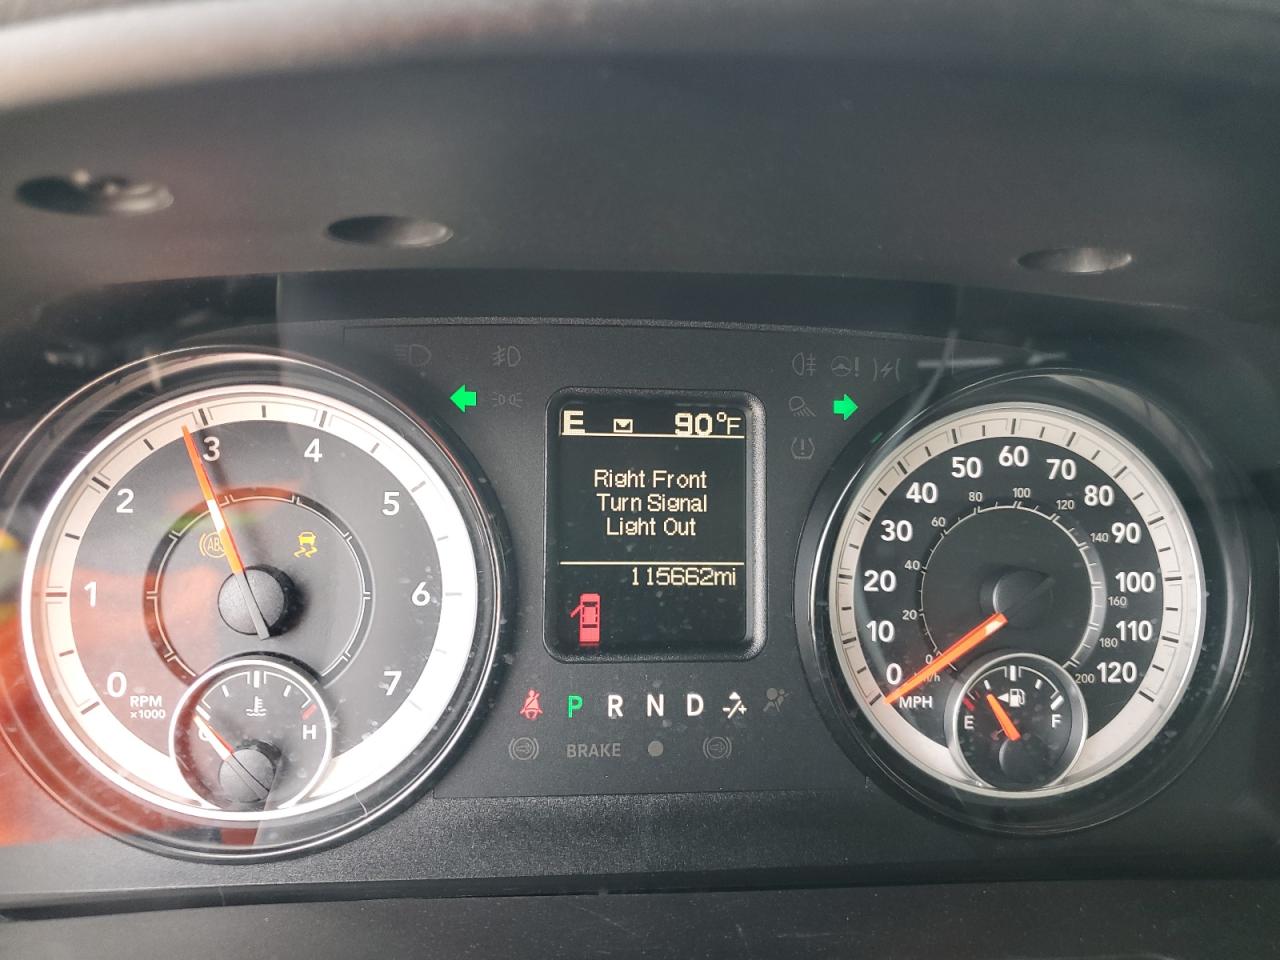 E 90°F
Right Front
Turn Signal
Light Out
115662mi
0 1 2 3 4 5 6 7
RPM
x1000
ABS
H
0 10 20 30 40 50 60 70 80 90 100 110 120
MPH
0 20 40 60 80 100 120 140 160 180 200
km/h
E F
P R N D
BRAKE